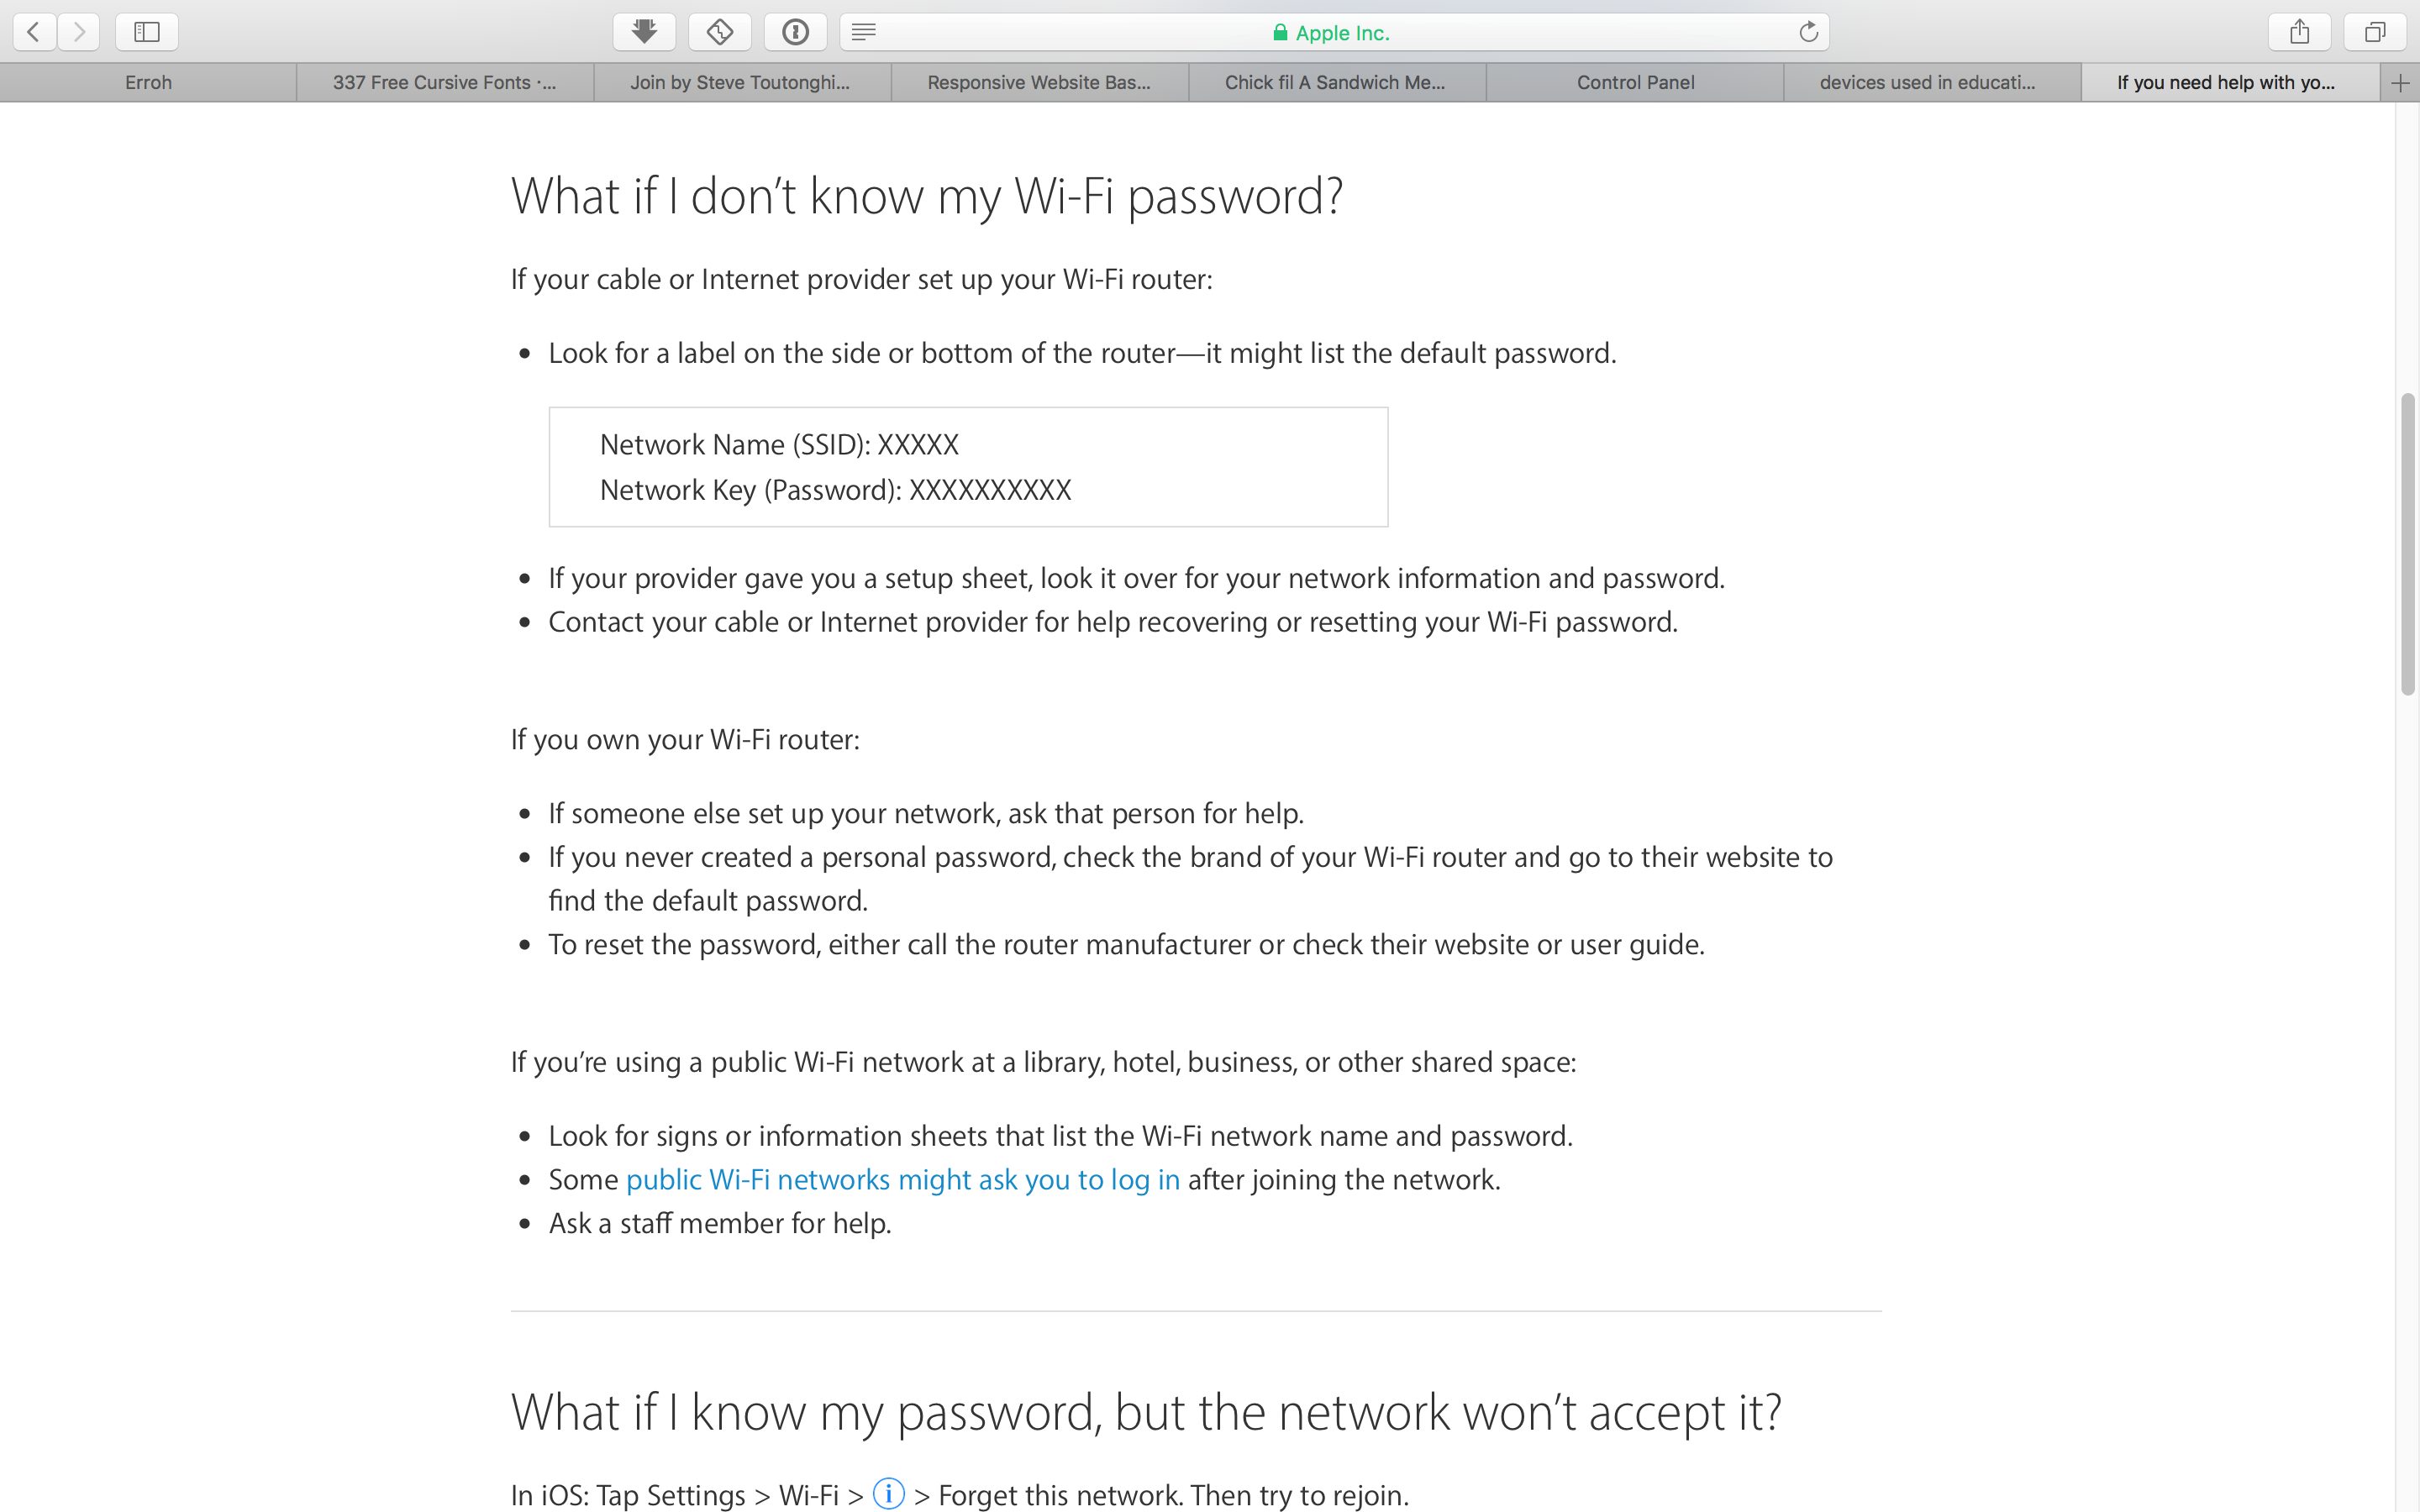 Apple Inc.
Erroh
337 Free Cursive Fonts ·...
Join by Steve Toutonghi...
Responsive Website Bas...
Chick fil A Sandwich Me...
Control Panel
devices used in educati...
If you need help with yo...
What if I don’t know my Wi-Fi password?
If your cable or Internet provider set up your Wi-Fi router:
• Look for a label on the side or bottom of the router—it might list the default password.
Network Name (SSID): XXXXX
Network Key (Password): XXXXXXXXXX
• If your provider gave you a setup sheet, look it over for your network information and password.
• Contact your cable or Internet provider for help recovering or resetting your Wi-Fi password.
If you own your Wi-Fi router:
• If someone else set up your network, ask that person for help.
• If you never created a personal password, check the brand of your Wi-Fi router and go to their website to
find the default password.
• To reset the password, either call the router manufacturer or check their website or user guide.
If you’re using a public Wi-Fi network at a library, hotel, business, or other shared space:
• Look for signs or information sheets that list the Wi-Fi network name and password.
• Some public Wi-Fi networks might ask you to log in after joining the network.
• Ask a staff member for help.
What if I know my password, but the network won’t accept it?
In iOS: Tap Settings > Wi-Fi > i > Forget this network. Then try to rejoin.